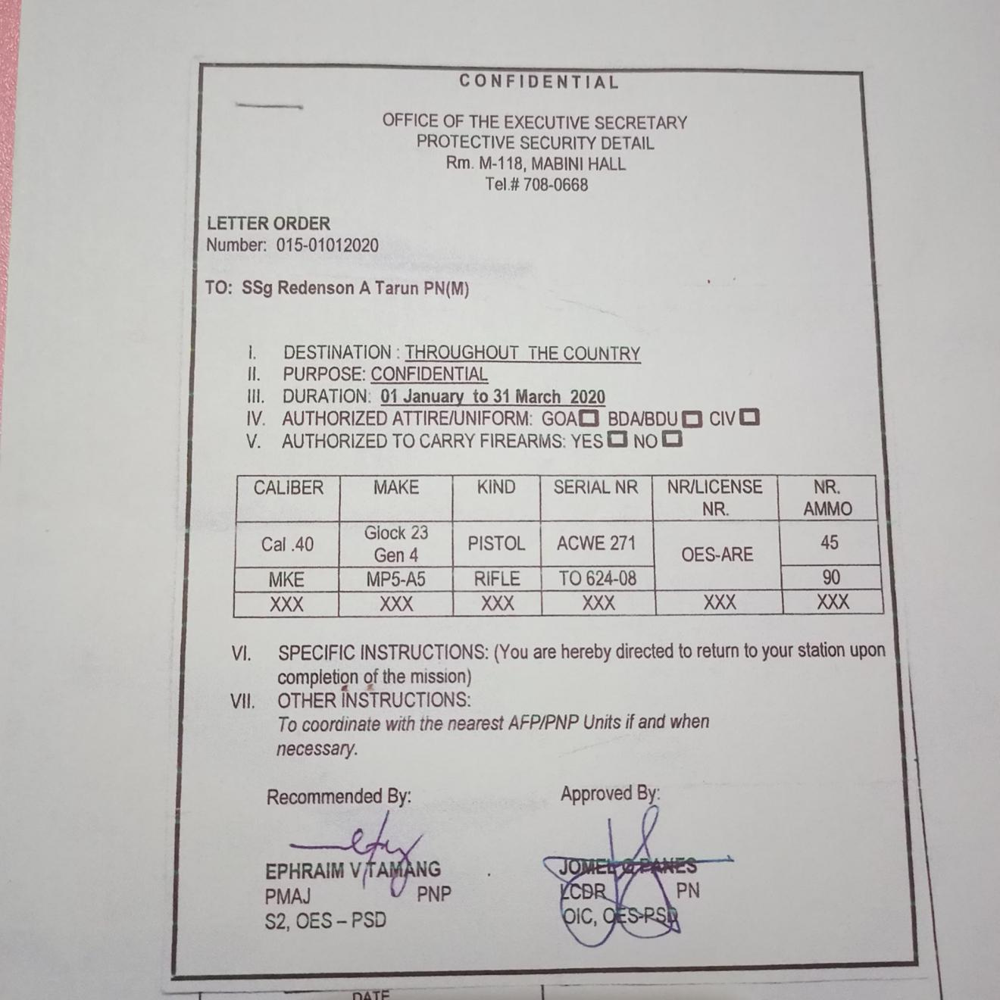 CONFIDENTIAL
OFFICE OF THE EXECUTIVE SECRETARY
PROTECTIVE SECURITY DETAIL
Rm. M-118, MABINI HALL
Tel.# 708-0668
LETTER ORDER
Number: 015-01012020
TO: SSg Redenson A Tarun PN(M)
I. DESTINATION : THROUGHOUT THE COUNTRY
II. PURPOSE: CONFIDENTIAL
III. DURATION: 01 January to 31 March 2020
IV. AUTHORIZED ATTIRE/UNIFORM: GOA☐ BDA/BDU☐ CIV☐
V. AUTHORIZED TO CARRY FIREARMS: YES☐ NO☐
CALIBER MAKE KIND SERIAL NR NR/LICENSE NR. NR. AMMO
Cal .40 Glock 23 Gen 4 PISTOL ACWE 271 OES-ARE 45
MKE MP5-A5 RIFLE TO 624-08 90
XXX XXX XXX XXX XXX XXX
VI. SPECIFIC INSTRUCTIONS: (You are hereby directed to return to your station upon
completion of the mission)
VII. OTHER INSTRUCTIONS:
To coordinate with the nearest AFP/PNP Units if and when
necessary.
Recommended By: Approved By:
EPHRAIM V TAMANG JOMEL G PANES
PMAJ PNP LCDR PN
S2, OES – PSD OIC, OES-PSD
DATE